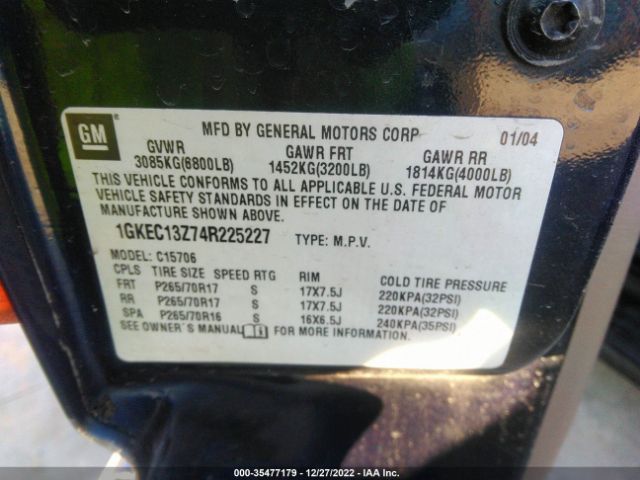 GM
MFD BY GENERAL MOTORS CORP 01/04
GVWR GAWR FRT GAWR RR
3085KG(6800LB) 1452KG(3200LB) 1814KG(4000LB)
THIS VEHICLE CONFORMS TO ALL APPLICABLE U.S. FEDERAL MOTOR
VEHICLE SAFETY STANDARDS IN EFFECT ON THE DATE OF
MANUFACTURE SHOWN ABOVE.
1GKEC13Z74R225227 TYPE: M.P.V.
MODEL: C15706
CPLS TIRE SIZE SPEED RTG RIM COLD TIRE PRESSURE
FRT P265/70R17 S 17X7.5J 220KPA(32PSI)
RR P265/70R17 S 17X7.5J 220KPA(32PSI)
SPA P265/70R16 S 16X6.5J 240KPA(35PSI)
SEE OWNER'S MANUAL FOR MORE INFORMATION.
000-35477179 • 12/27/2022 • IAA Inc.